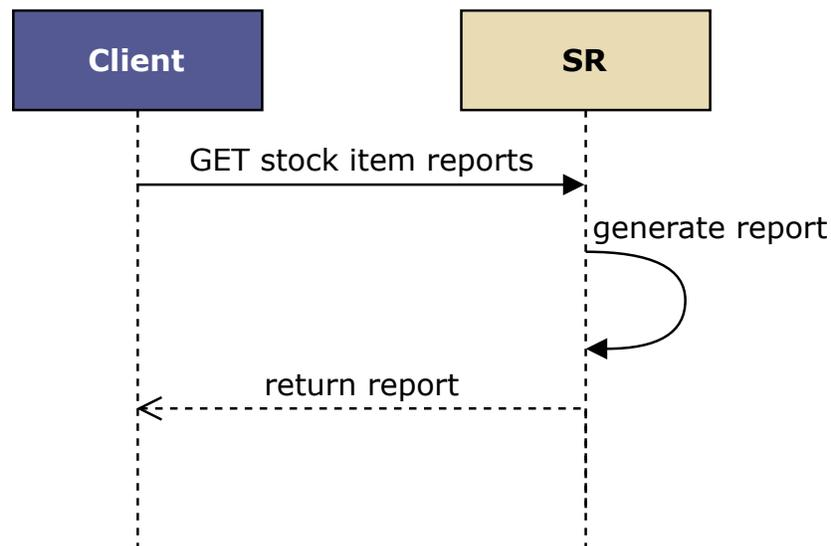 Client
SR
GET stock item reports
generate report
return report